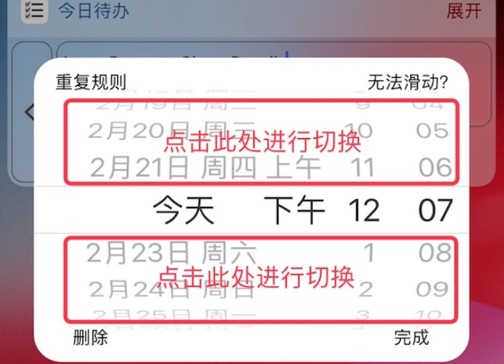 今日待办 展开
重复规则 无法滑动?
2月19日 周二 9 04
2月20日 周三 10 05
点击此处进行切换
2月21日 周四 上午 11 06
今天 下午 12 07
2月23日 周六 1 08
点击此处进行切换
2月24日 周日 2 09
2月25日 周一 3 10
删除 完成